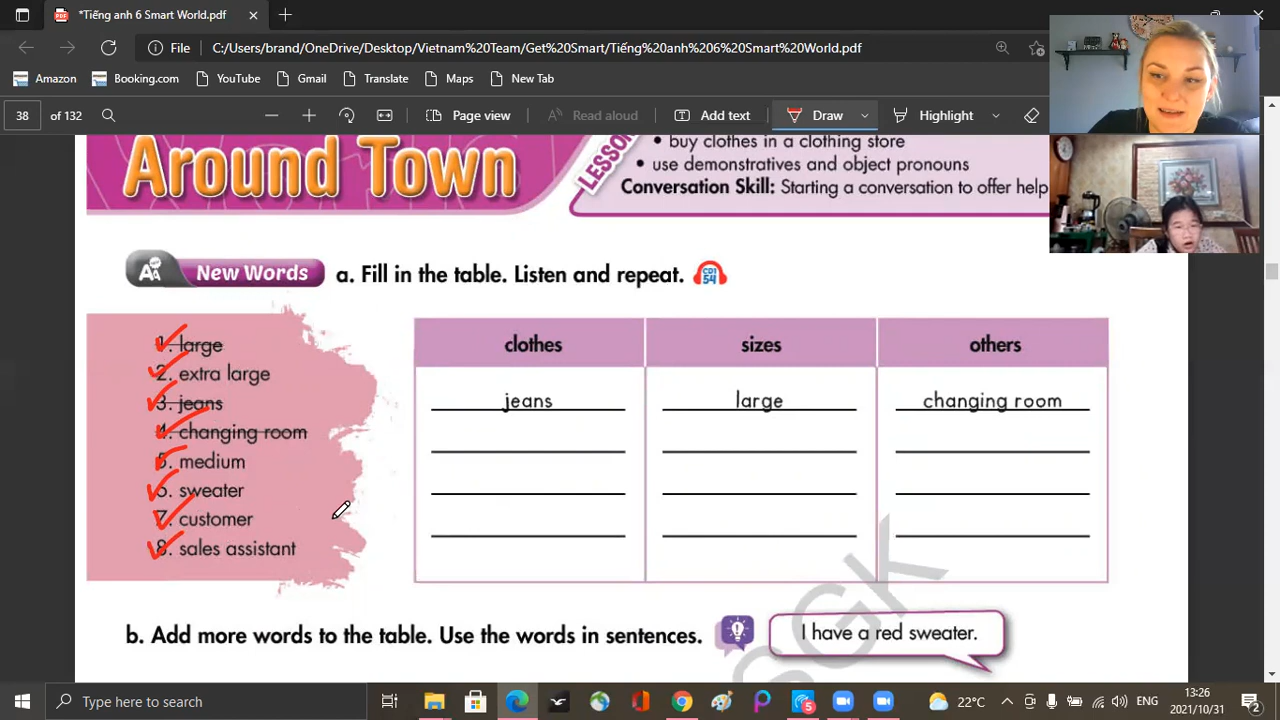 *Tiếng anh 6 Smart World.pdf
File
C:/Users/brand/OneDrive/Desktop/Vietnam%20Team/Get%20Smart/Tiếng%20anh%206%20Smart%20World.pdf
Amazon
Booking.com
YouTube
Gmail
Translate
Maps
New Tab
38 of 132
Page view
Read aloud
Add text
Draw
Highlight
Around Town
LESSO
• buy clothes in a clothing store
• use demonstratives and object pronouns
Conversation Skill: Starting a conversation to offer help
New Words
a. Fill in the table. Listen and repeat.
CD1
54
1. large
2. extra large
3. jeans
4. changing room
5. medium
6. sweater
7. customer
8. sales assistant
clothes
sizes
others
jeans
large
changing room
b. Add more words to the table. Use the words in sentences.
I have a red sweater.
SGK
Type here to search
22°C
ENG
13:26
2021/10/31